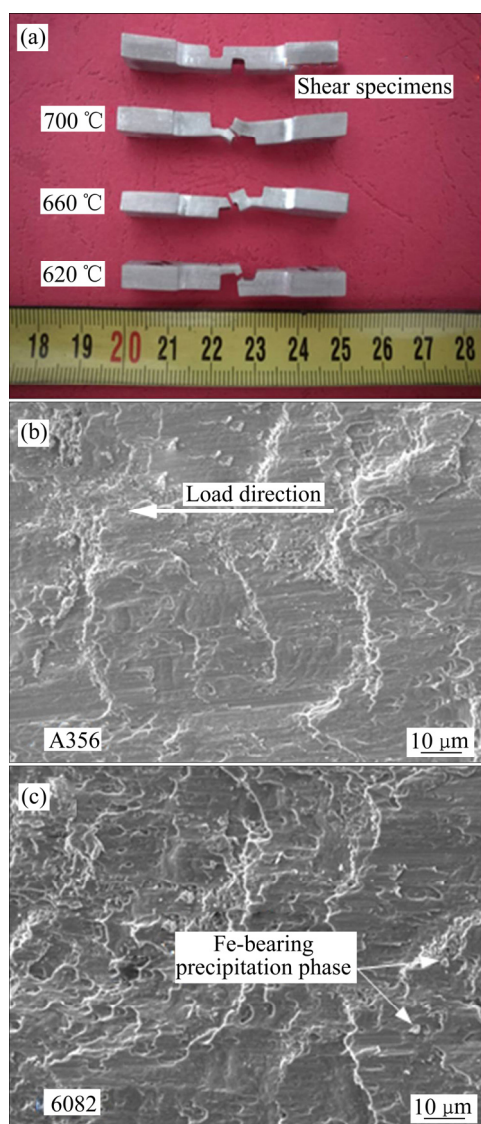 (a)
Shear specimens
700 ℃
660 ℃
620 ℃
18 19 20 21 22 23 24 25 26 27 28
(b)
Load direction
A356
10 μm
(c)
Fe-bearing
precipitation phase
6082
10 μm